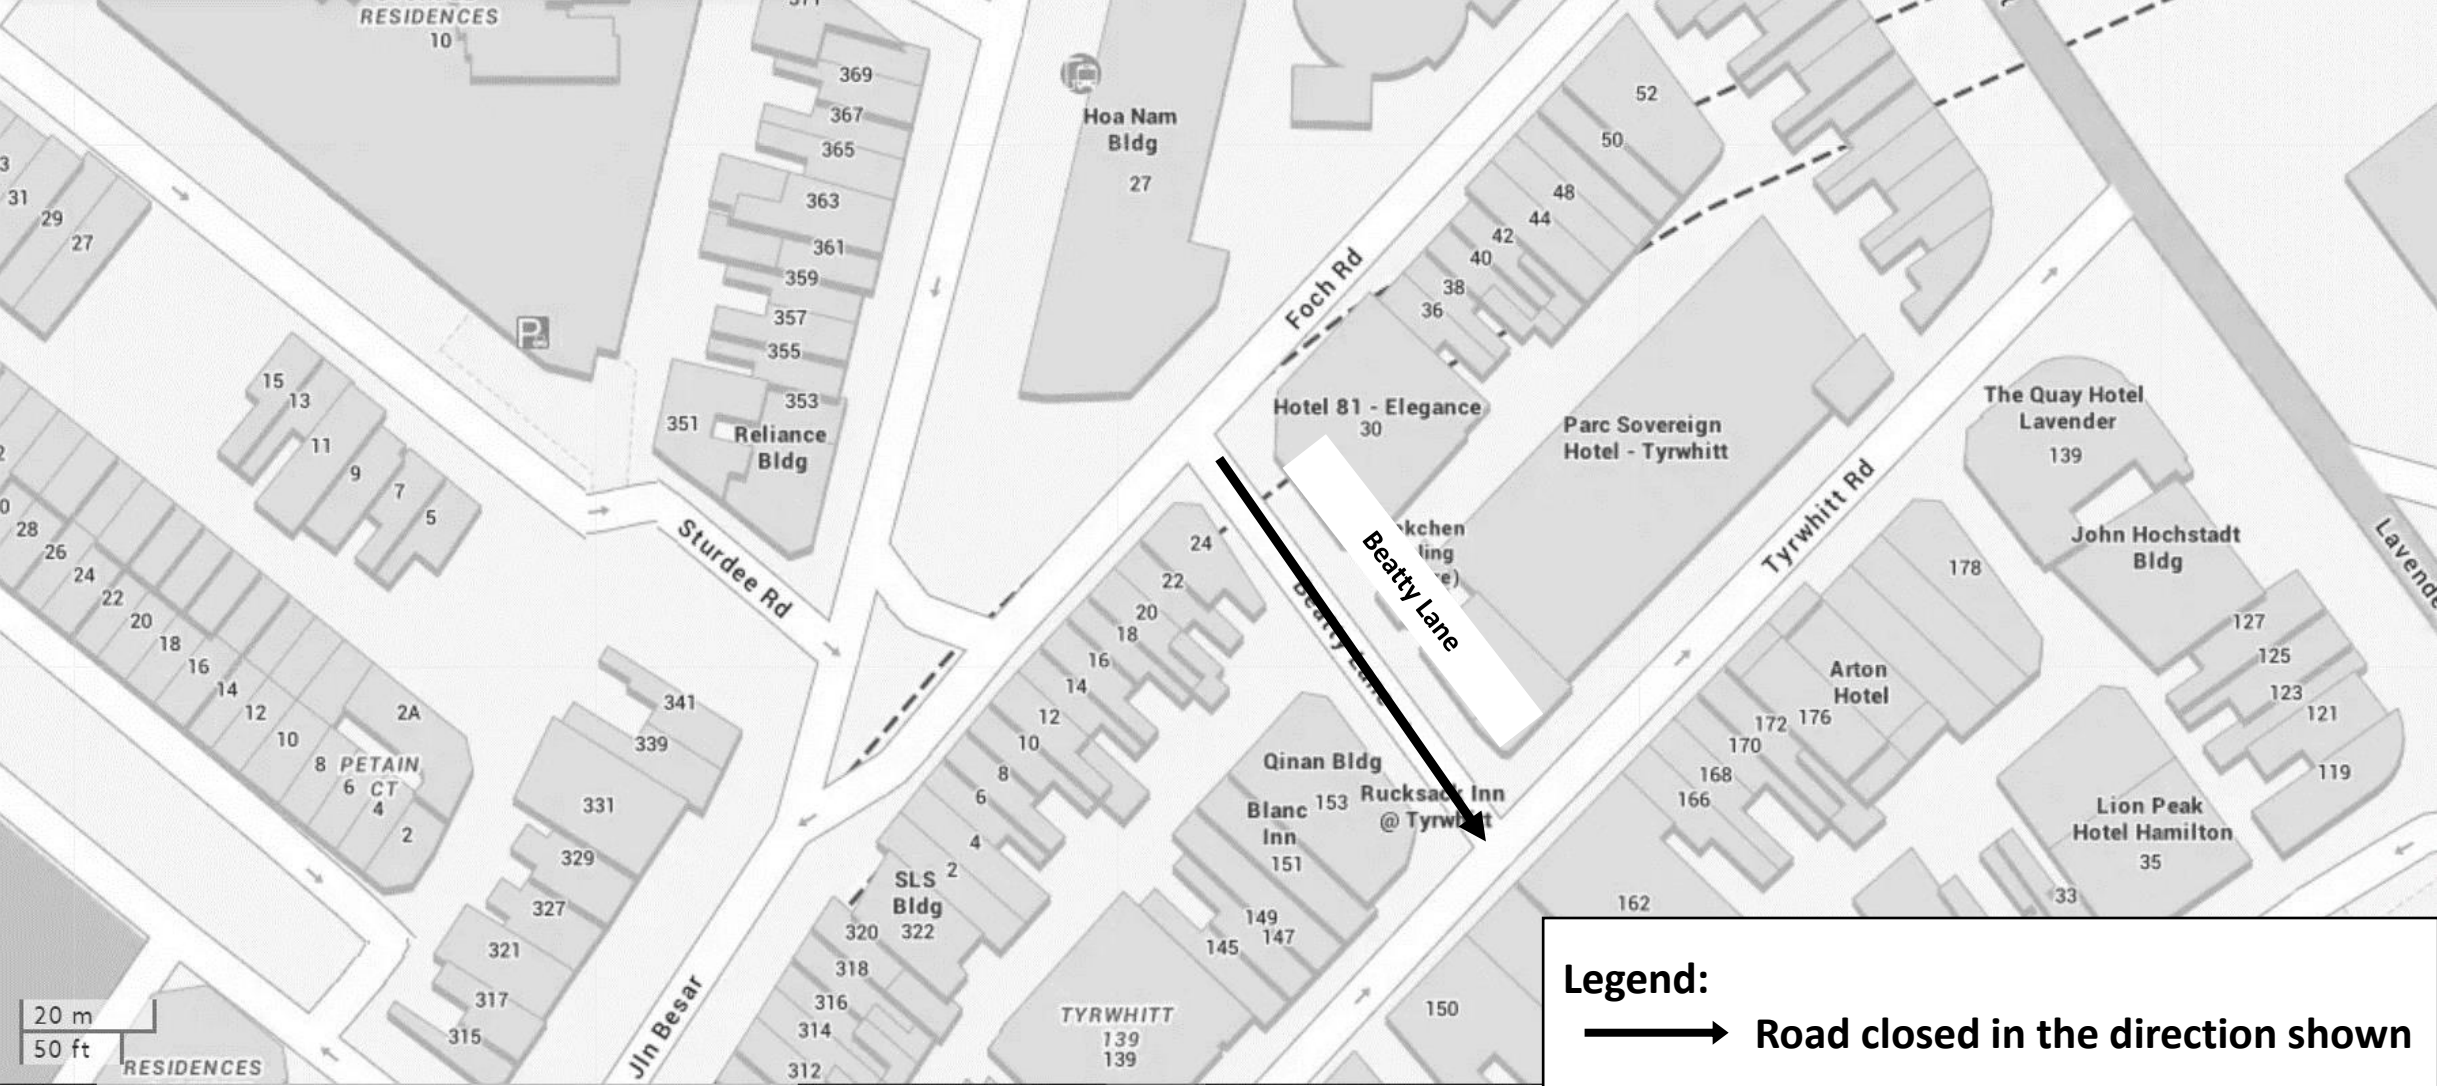 RESIDENCES
10
369
367
365
363
361
359
357
355
353
351
Reliance
Bldg
Hoa Nam
Bldg
27
52
50
48
44
42
40
38
36
Foch Rd
Hotel 81 - Elegance
30
Parc Sovereign
Hotel - Tyrwhitt
The Quay Hotel
Lavender
139
John Hochstadt
Bldg
Tyrwhitt Rd
31
29
27
P
15
13
11
9
7
5
Sturdee Rd
28
26
24
22
20
18
16
14
12
10
8
6
4
2
2A
PETAIN
CT
341
339
331
329
327
321
317
315
24
22
20
18
16
14
12
10
8
6
4
2
SLS
Bldg
322
320
318
316
314
312
Beatty Lane
Beatty Lane
Qinan Bldg
153
Rucksack Inn
@ Tyrwhitt
Blanc
Inn
151
149
147
145
TYRWHITT
139
139
178
Arton
Hotel
176
172
170
168
166
162
150
127
125
123
121
119
Lion Peak
Hotel Hamilton
35
33
Jln Besar
20 m
50 ft
RESIDENCES
Legend:
Road closed in the direction shown